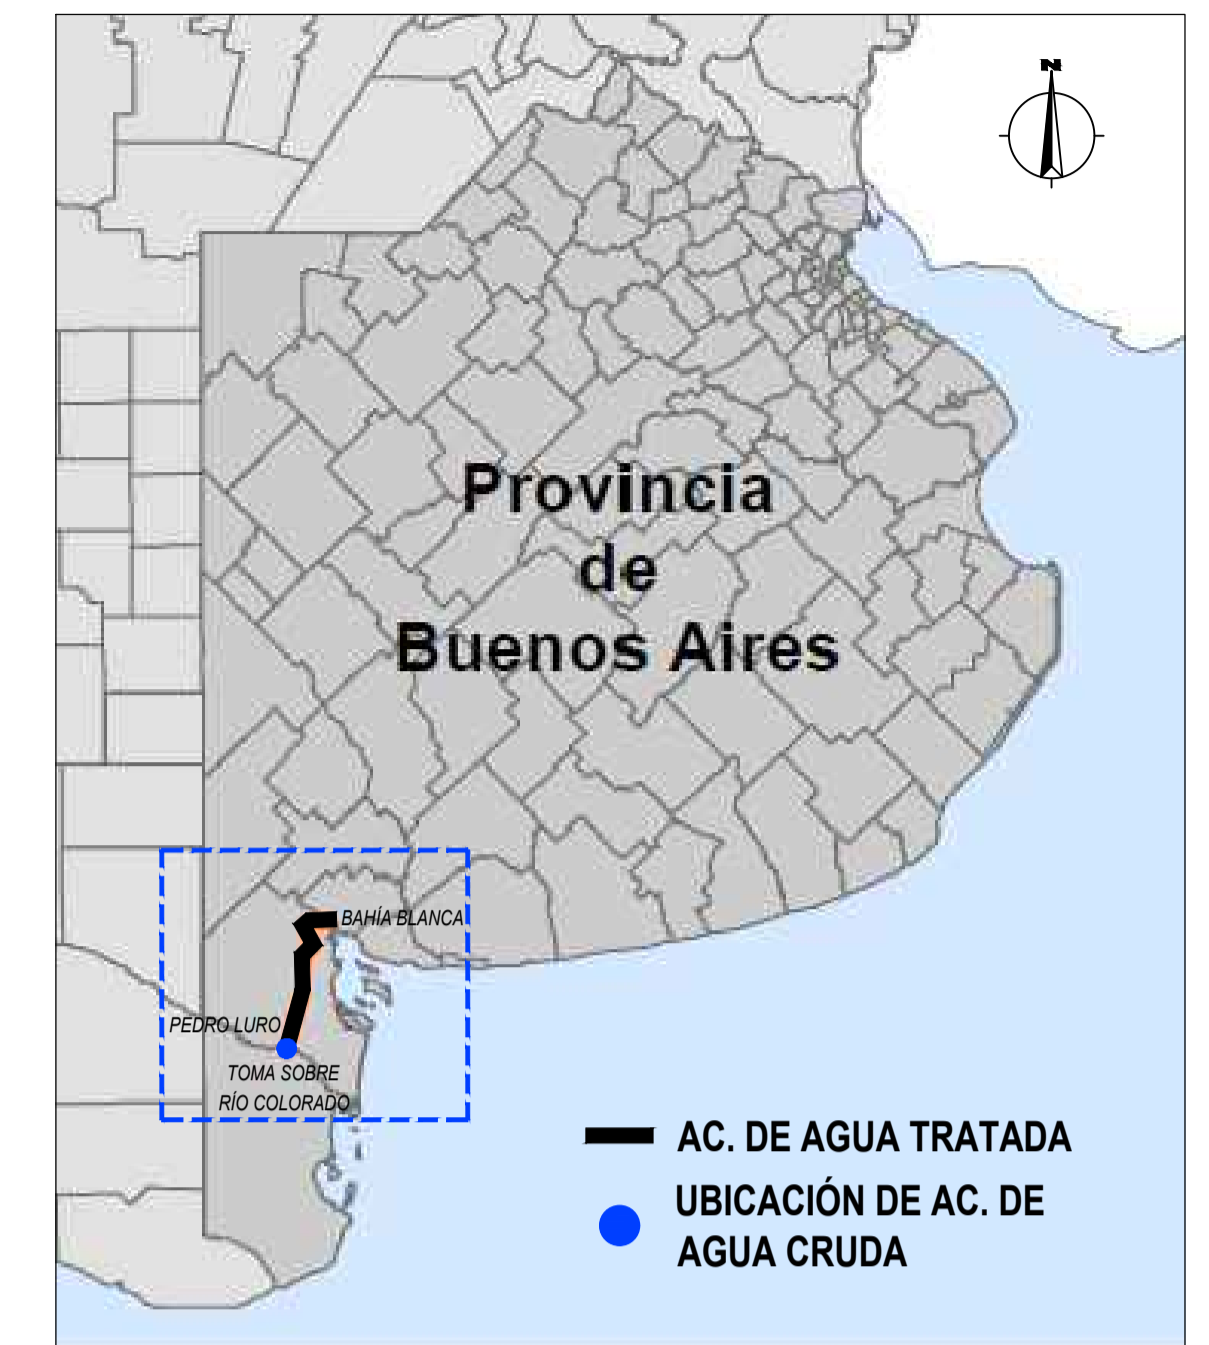 N
Provincia
de
Buenos Aires
BAHÍA BLANCA
PEDRO LURO
TOMA SOBRE
RÍO COLORADO
AC. DE AGUA TRATADA
UBICACIÓN DE AC. DE
AGUA CRUDA